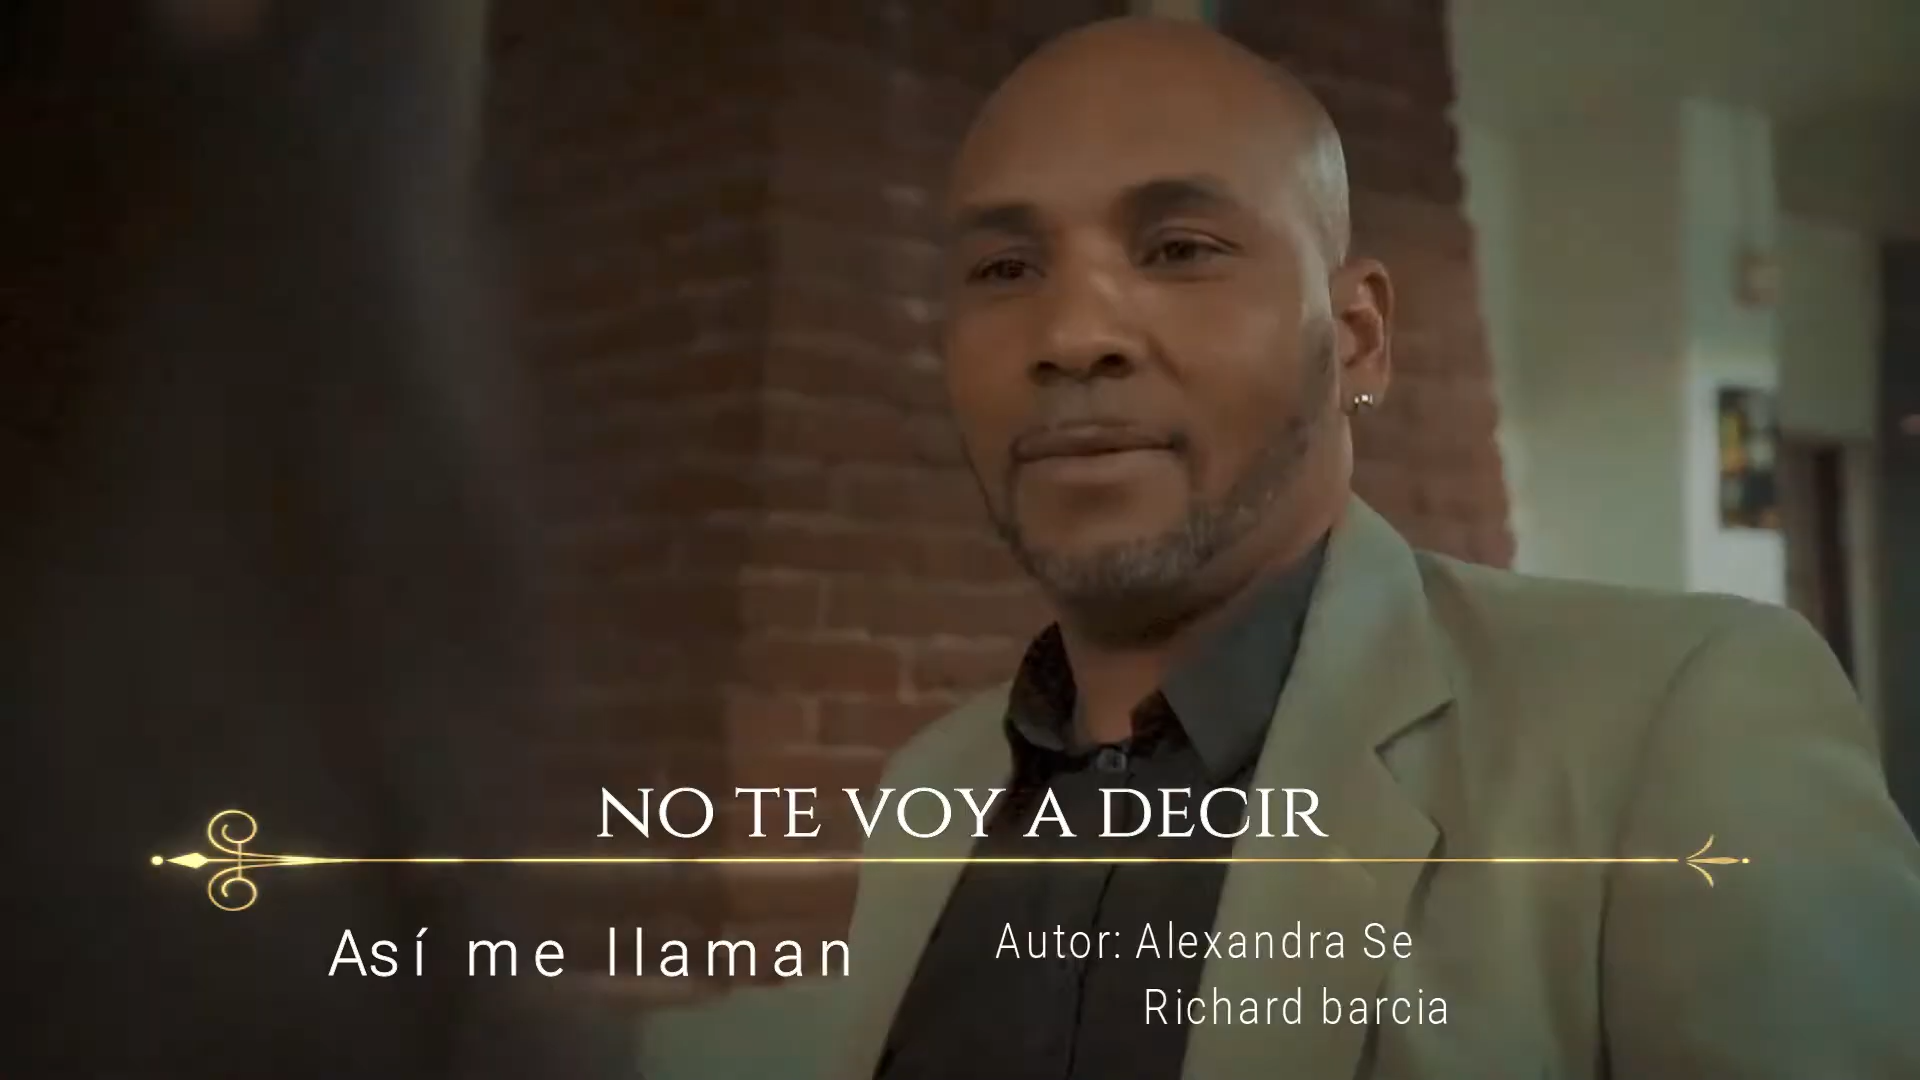 NO TE VOY A DECIR
Así me llaman
Autor: Alexandra Se
Richard barcia